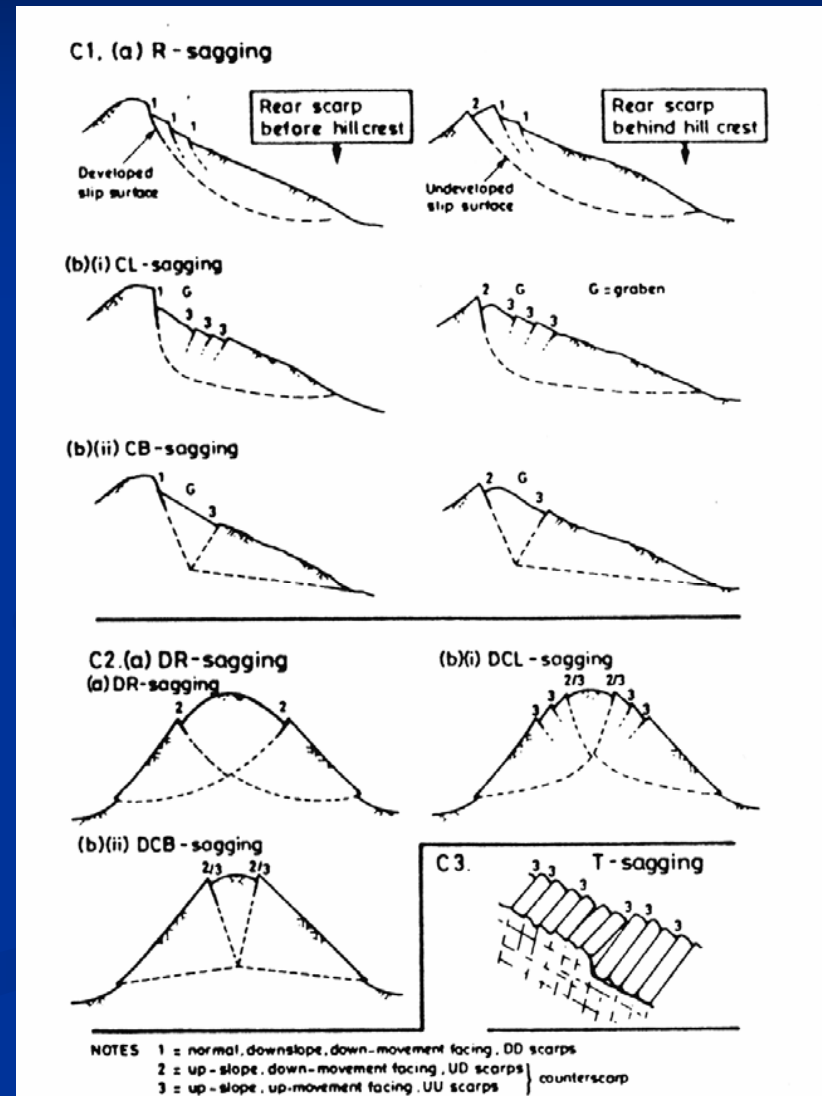 C1. (a) R-sagging
Rear scarp
before hill crest
Rear scarp
behind hill crest
1
1
1
2
1
1
Developed
slip surface
Undeveloped
slip surface
(b)(i) CL-sagging
1 G
3 3 3
2 G G = graben
3 3 3
(b)(ii) CB-sagging
1
G
3
2 G
3
C2.(a) DR-sagging
(a) DR-sagging
2 2
(b)(i) DCL-sagging
2/3 2/3
3 3 3 3
(b)(ii) DCB-sagging
2/3 2/3
C3. T-sagging
3 3 3 3 3 3
NOTES 1 = normal, downslope, down-movement facing, DD scarps
2 = up-slope, down-movement facing, UD scarps
3 = up-slope, up-movement facing, UU scarps
} counterscarp